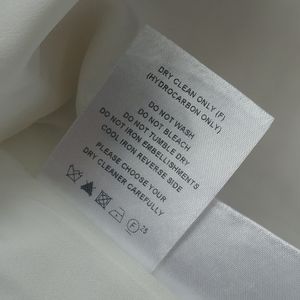 DRY CLEAN ONLY (F)
(HYDROCARBON ONLY)
DO NOT WASH
DO NOT BLEACH
DO NOT TUMBLE DRY
DO NOT IRON EMBELLISHMENTS
COOL IRON REVERSE SIDE
PLEASE CHOOSE YOUR
DRY CLEANER CAREFULLY
F